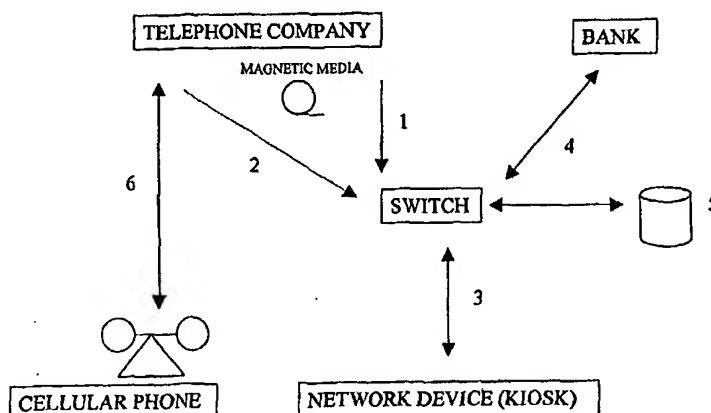 TELEPHONE COMPANY
BANK
MAGNETIC MEDIA
1
2
4
6
SWITCH
5
3
CELLULAR PHONE
NETWORK DEVICE (KIOSK)